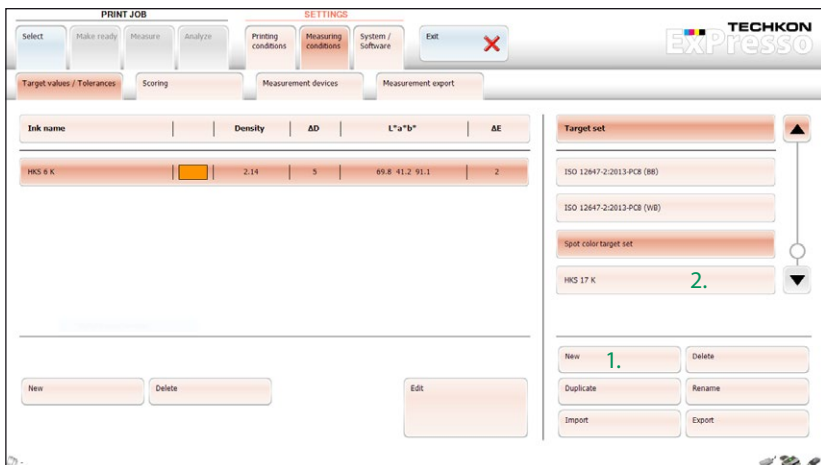 PRINT JOB
SETTINGS
Select
Make ready
Measure
Analyze
Printing
conditions
Measuring
conditions
System /
Software
Exit
TECHKON
ExPresso
Target values / Tolerances
Scoring
Measurement devices
Measurement export
Ink name
Density
ΔD
L*a*b*
ΔE
HKS 6 K
2.14
5
69.8 41.2 91.1
2
Target set
ISO 12647-2:2013-PC8 (BB)
ISO 12647-2:2013-PC8 (WB)
Spot color target set
HKS 17 K
2.
New
Delete
Edit
New
1.
Delete
Duplicate
Rename
Import
Export